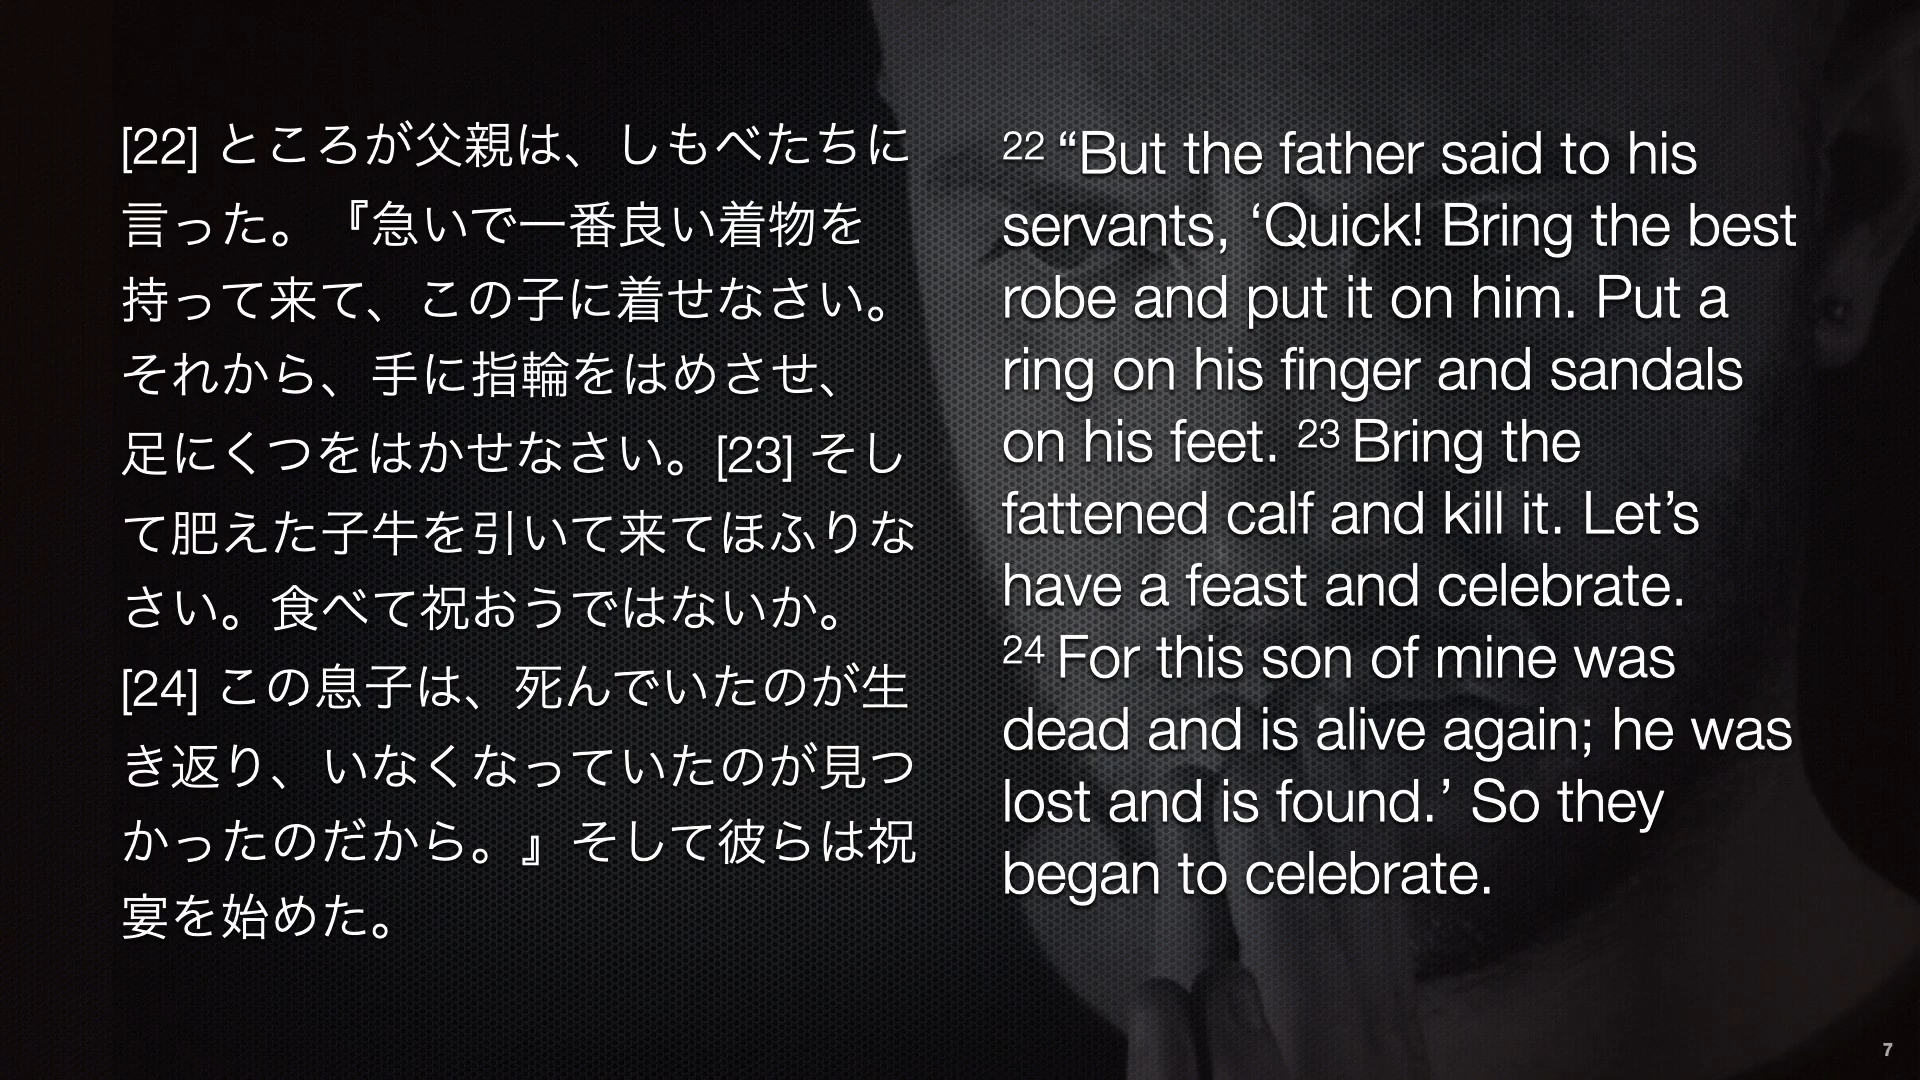 [22] ところが父親は、しもべたちに
言った。『急いで一番良い着物を
持って来て、この子に着せなさい。
それから、手に指輪をはめさせ、
足にくつをはかせなさい。[23] そし
て肥えた子牛を引いて来てほふりな
さい。食べて祝おうではないか。
[24] この息子は、死んでいたのが生
き返り、いなくなっていたのが見つ
かったのだから。』そして彼らは祝
宴を始めた。
22 “But the father said to his
servants, ‘Quick! Bring the best
robe and put it on him. Put a
ring on his finger and sandals
on his feet. 23 Bring the
fattened calf and kill it. Let’s
have a feast and celebrate.
24 For this son of mine was
dead and is alive again; he was
lost and is found.’ So they
began to celebrate.
7